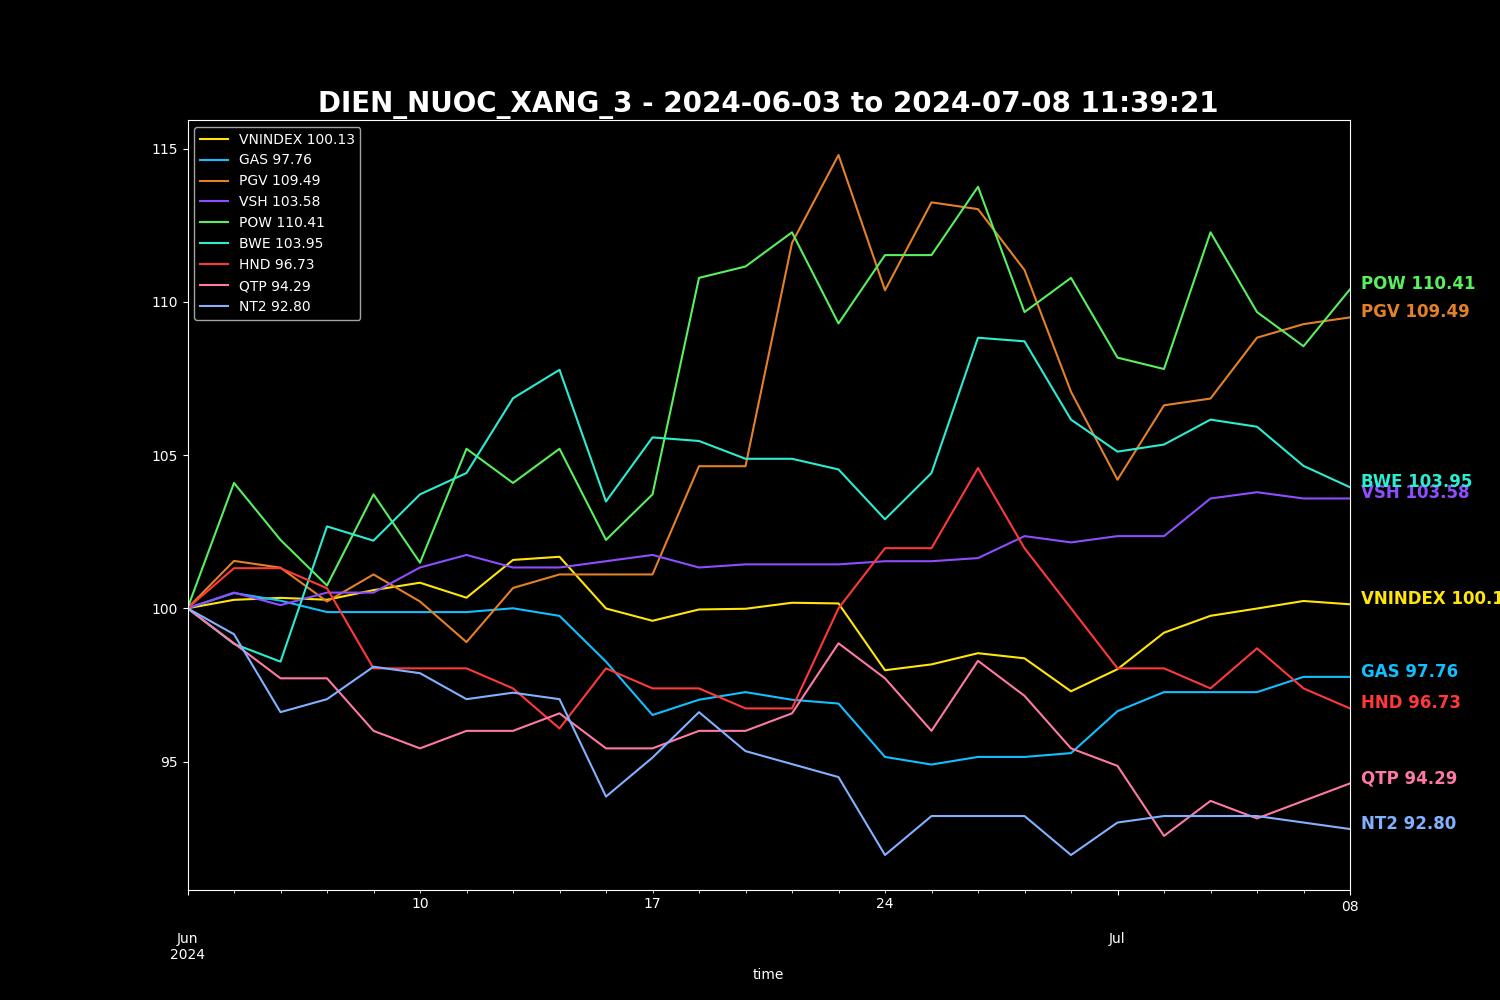 DIEN_NUOC_XANG_3 - 2024-06-03 to 2024-07-08 11:39:21
115
110
105
100
95
VNINDEX 100.13
GAS 97.76
PGV 109.49
VSH 103.58
POW 110.41
BWE 103.95
HND 96.73
QTP 94.29
NT2 92.80
POW 110.41
PGV 109.49
BWE 103.95
VSH 103.58
VNINDEX 100.1
GAS 97.76
HND 96.73
QTP 94.29
NT2 92.80
10
17
24
08
Jun
2024
Jul
time